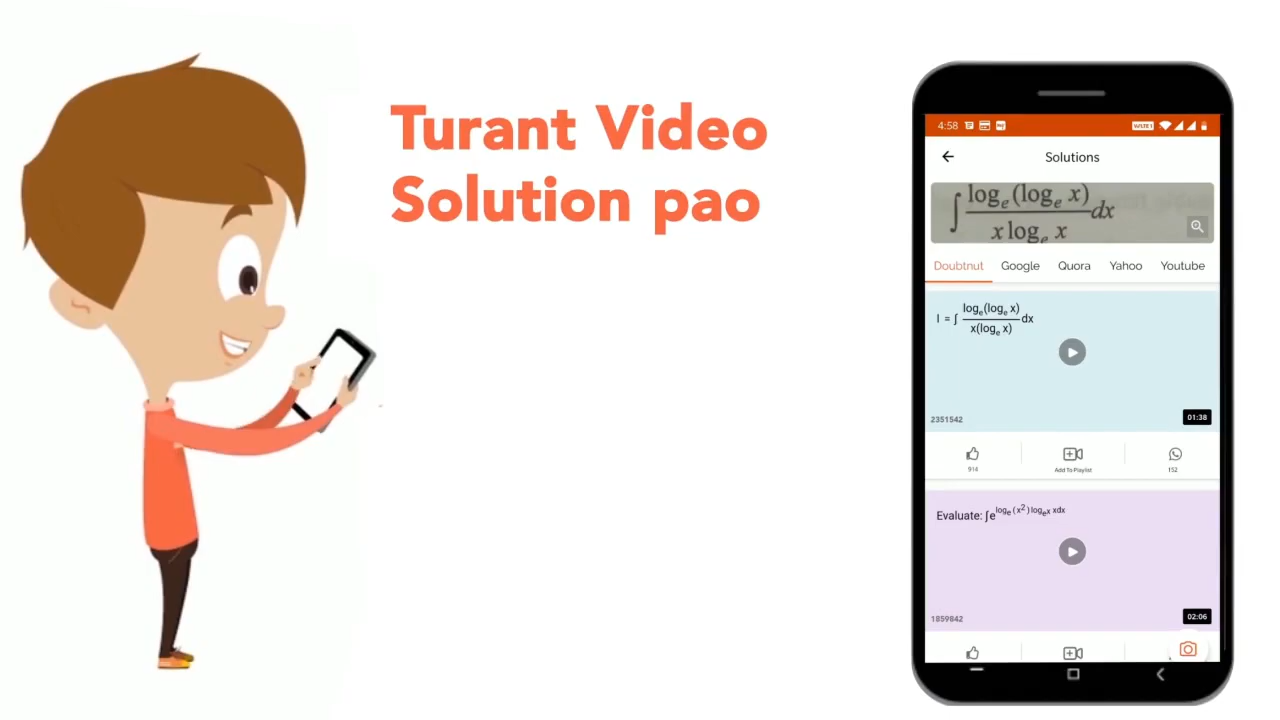 Turant Video
Solution pao
4:58
Solutions
∫ logₑ(logₑ x) / x logₑ x dx
Doubtnut Google Quora Yahoo Youtube
I = ∫ logₑ(logₑ x) / x(logₑ x) dx
2351542 01:38
914 Add To Playlist 152
Evaluate: ∫e^logₑ(x²)logₑx xdx
1859842 02:06